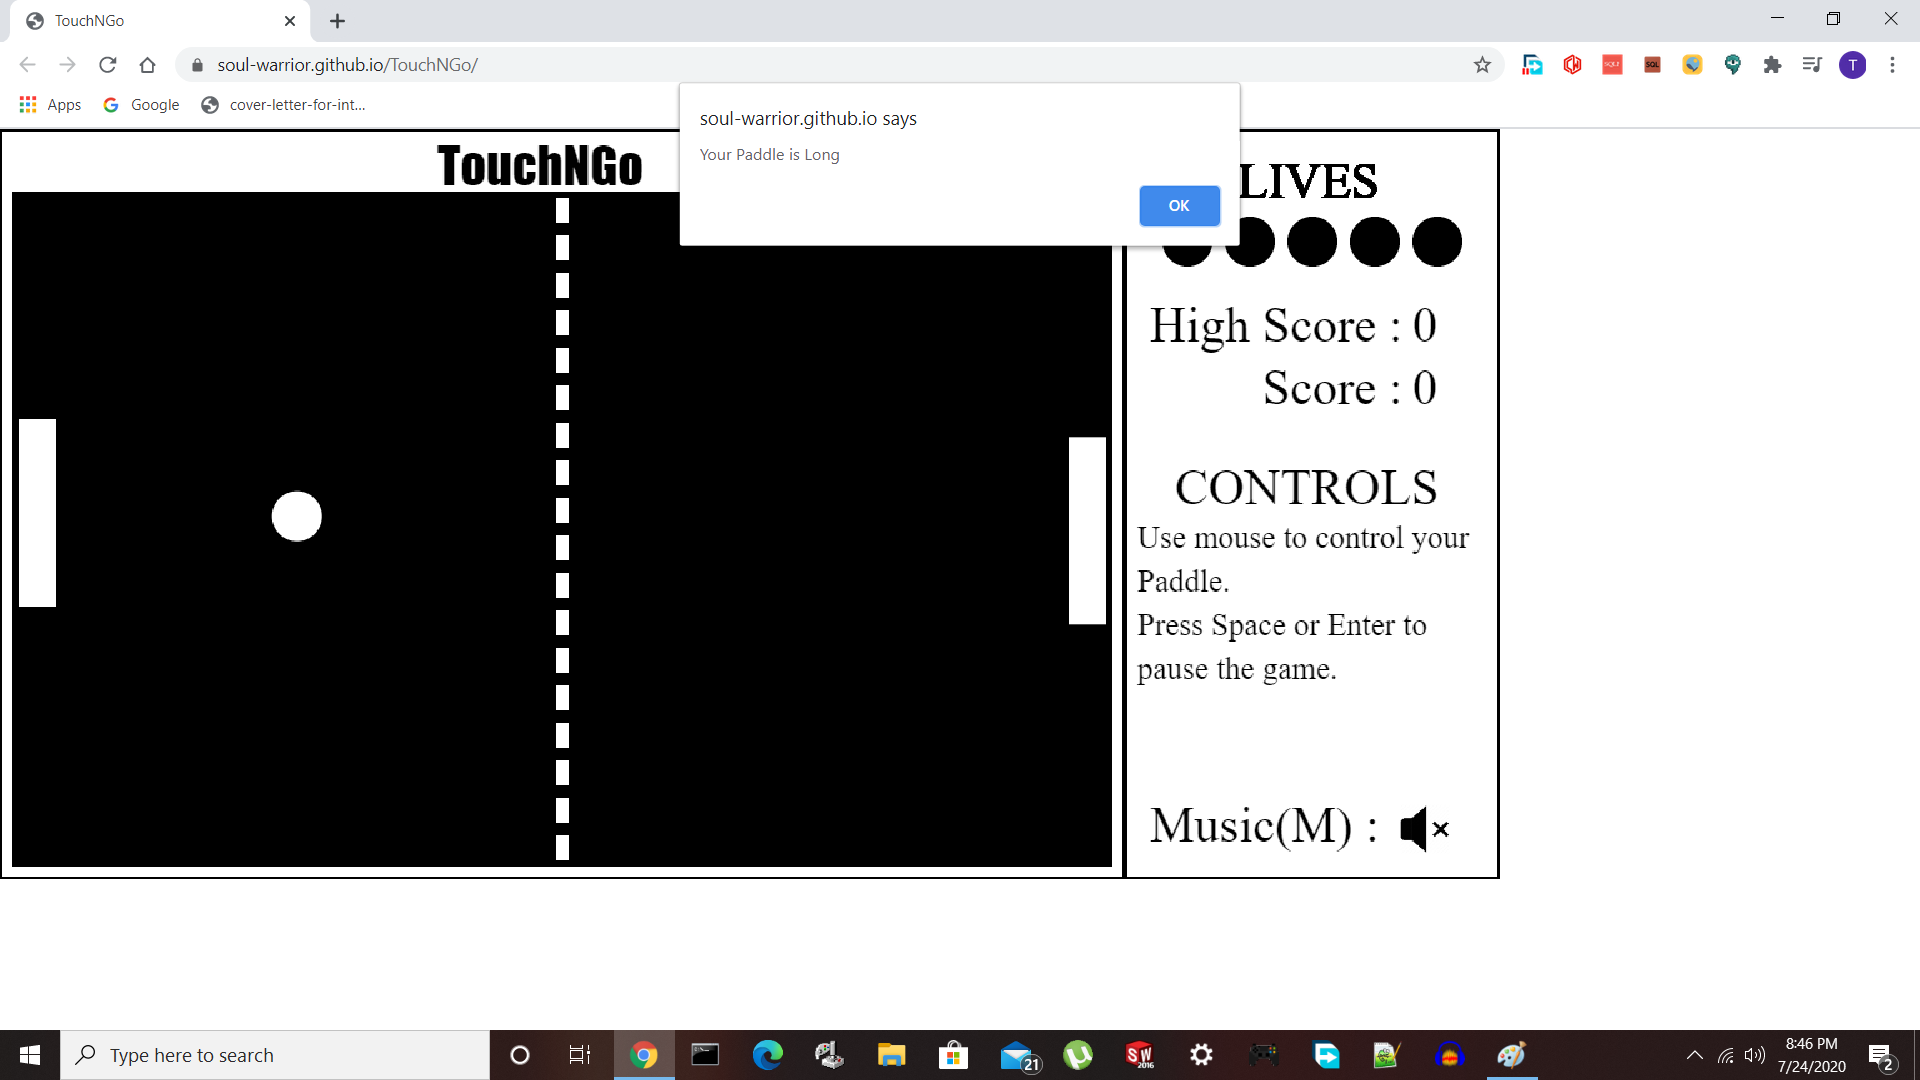 TouchNGo
soul-warrior.github.io/TouchNGo/
T
Apps
Google
cover-letter-for-int...
soul-warrior.github.io says
Your Paddle is Long
OK
TouchNGo
LIVES
High Score : 0
Score : 0
CONTROLS
Use mouse to control your
Paddle.
Press Space or Enter to
pause the game.
Music(M) :
Type here to search
21
SW
2016
8:46 PM
7/24/2020
2